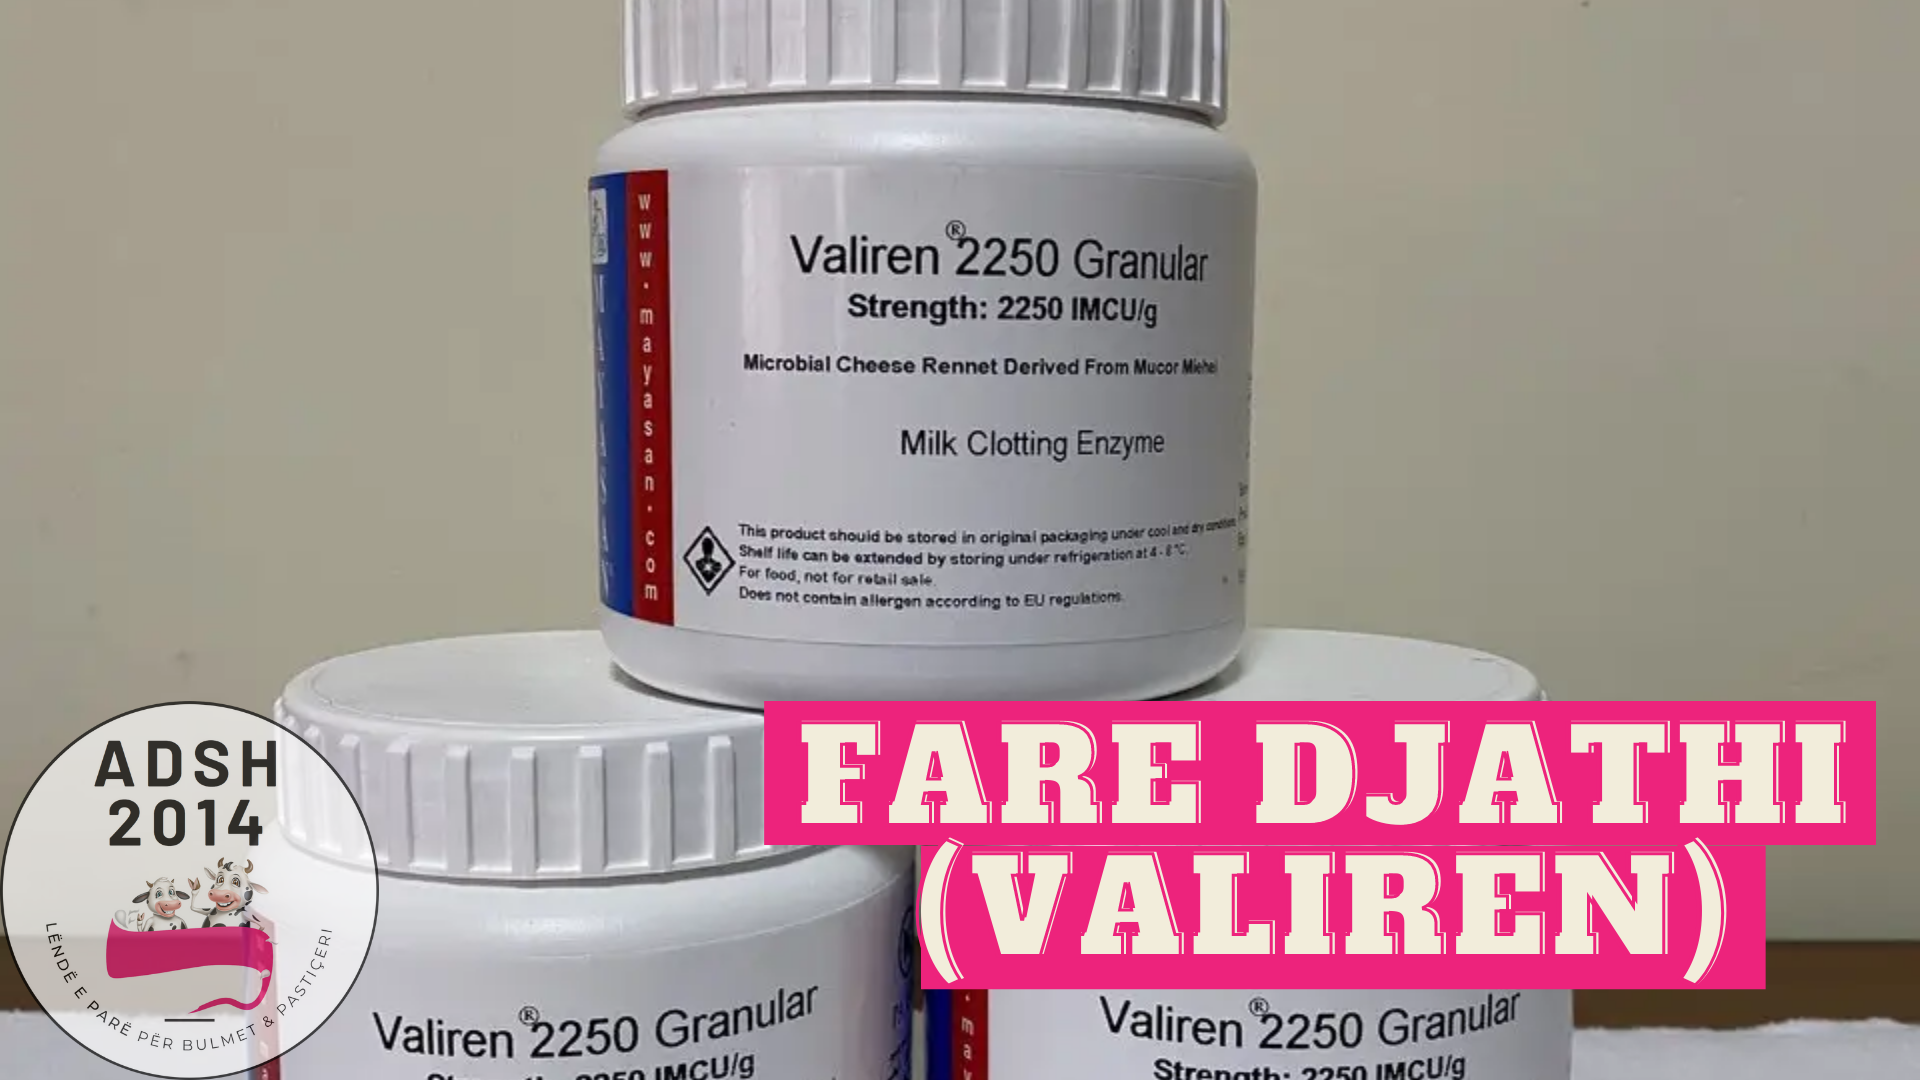 Valiren® 2250 Granular
Strength: 2250 IMCU/g
Microbial Cheese Rennet Derived From Mucor Miehei
Milk Clotting Enzyme
This product should be stored in original packaging under cool and dry conditions
Shelf life can be extended by storing under refrigeration at 4 - 8 °C.
For food, not for retail sale.
Does not contain allergen according to EU regulations.
www.mayasan.com
MAYASAN
FARE DJATHI
(VALIREN)
ADSH
2014
LËNDË E PARË PËR BULMET & PASTIÇERI
Valiren® 2250 Granular
2250 IMCU/g
Valiren® 2250 Granular
Strength: 2250 IMCU/g